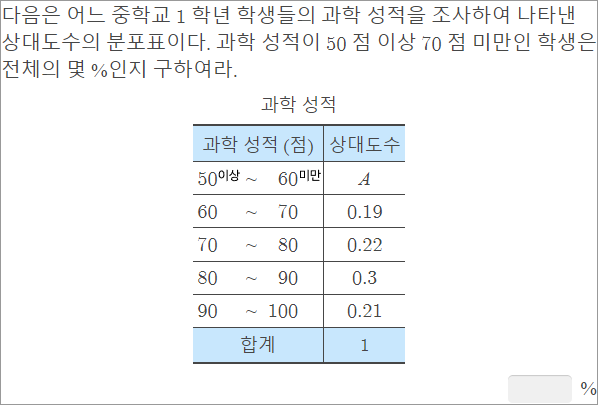 다음은 어느 중학교 1 학년 학생들의 과학 성적을 조사하여 나타낸
상대도수의 분포표이다. 과학 성적이 50 점 이상 70 점 미만인 학생은
전체의 몇 %인지 구하여라.
과학 성적
과학 성적 (점) 상대도수
50이상 ~ 60미만 A
60 ~ 70 0.19
70 ~ 80 0.22
80 ~ 90 0.3
90 ~ 100 0.21
합계 1
%